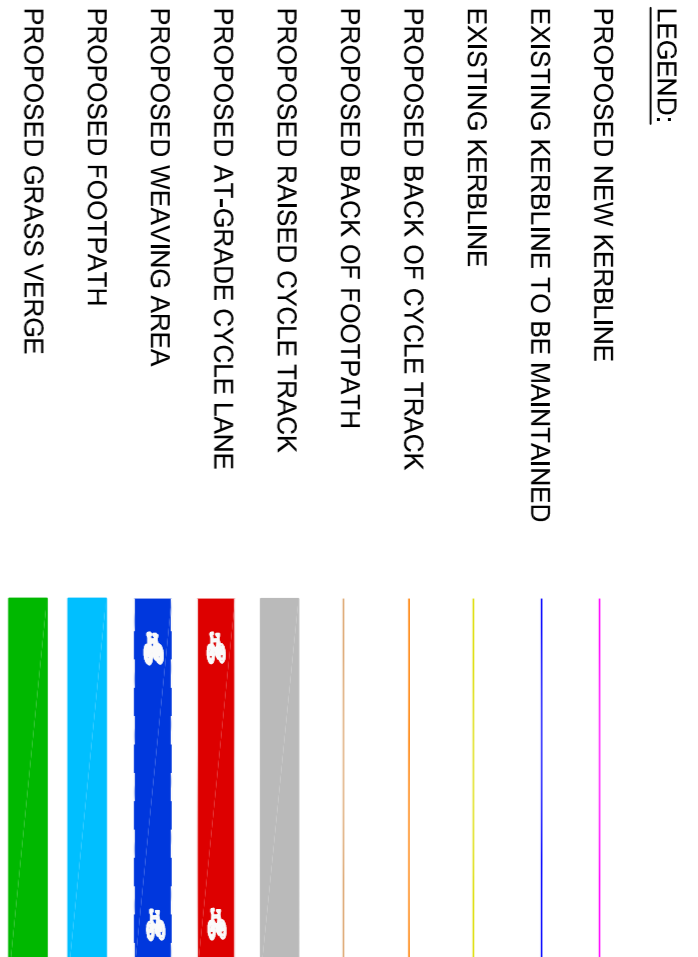 LEGEND:
PROPOSED NEW KERBLINE
EXISTING KERBLINE TO BE MAINTAINED
EXISTING KERBLINE
PROPOSED BACK OF CYCLE TRACK
PROPOSED BACK OF FOOTPATH
PROPOSED RAISED CYCLE TRACK
PROPOSED AT-GRADE CYCLE LANE
PROPOSED WEAVING AREA
PROPOSED FOOTPATH
PROPOSED GRASS VERGE